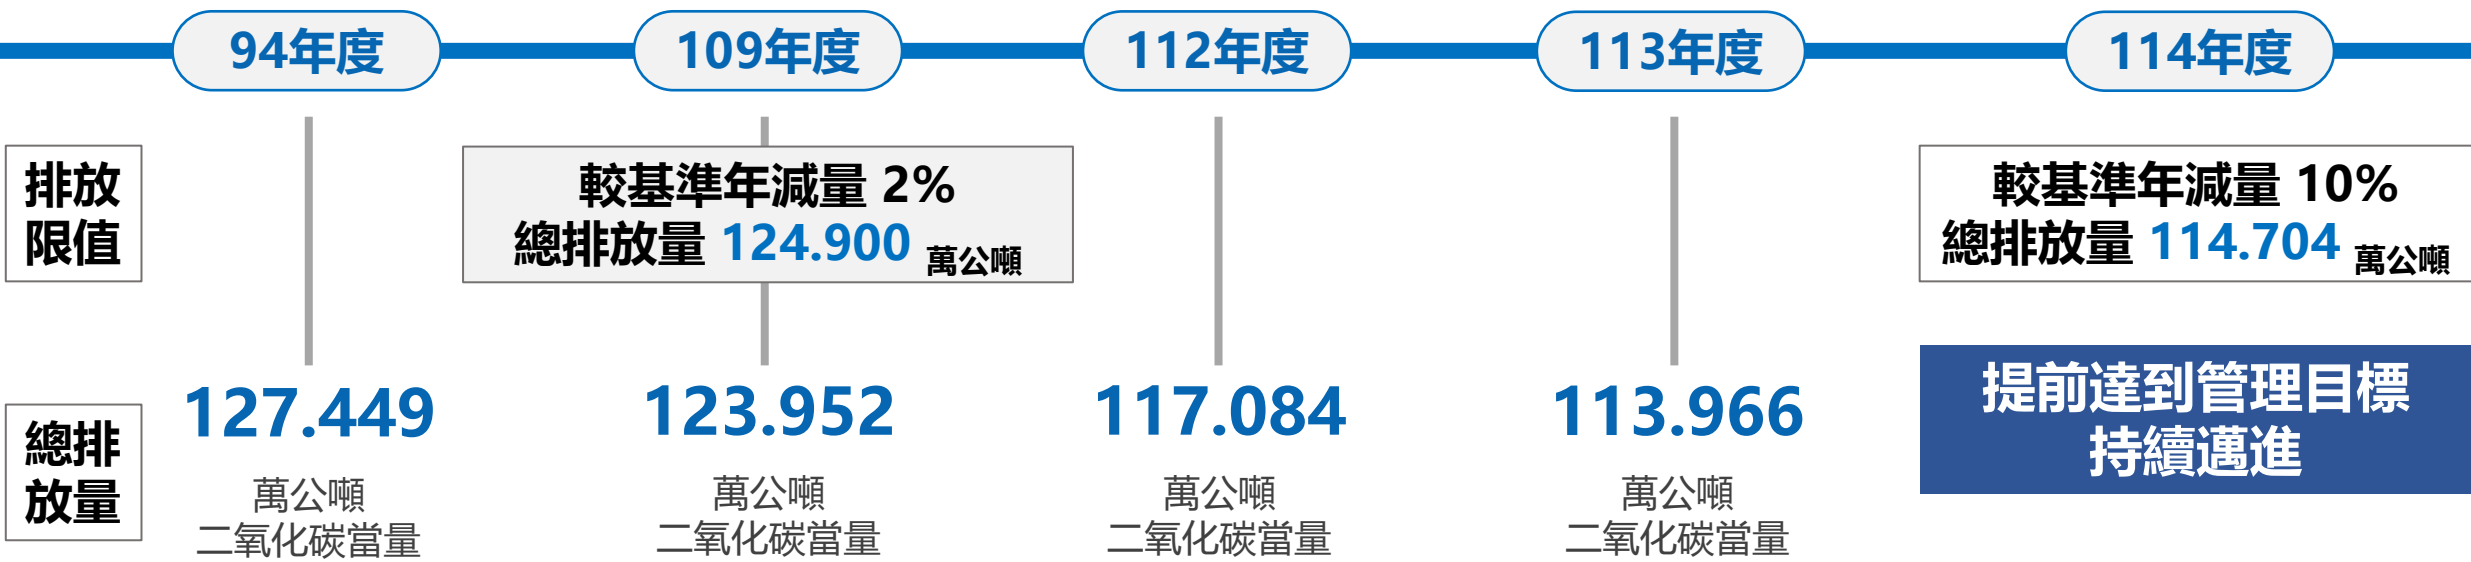 94年度
109年度
112年度
113年度
114年度
排放
限值
較基準年減量 2%
總排放量 124.900 萬公噸
較基準年減量 10%
總排放量 114.704 萬公噸
總排
放量
127.449
萬公噸
二氧化碳當量
123.952
萬公噸
二氧化碳當量
117.084
萬公噸
二氧化碳當量
113.966
萬公噸
二氧化碳當量
提前達到管理目標
持續邁進